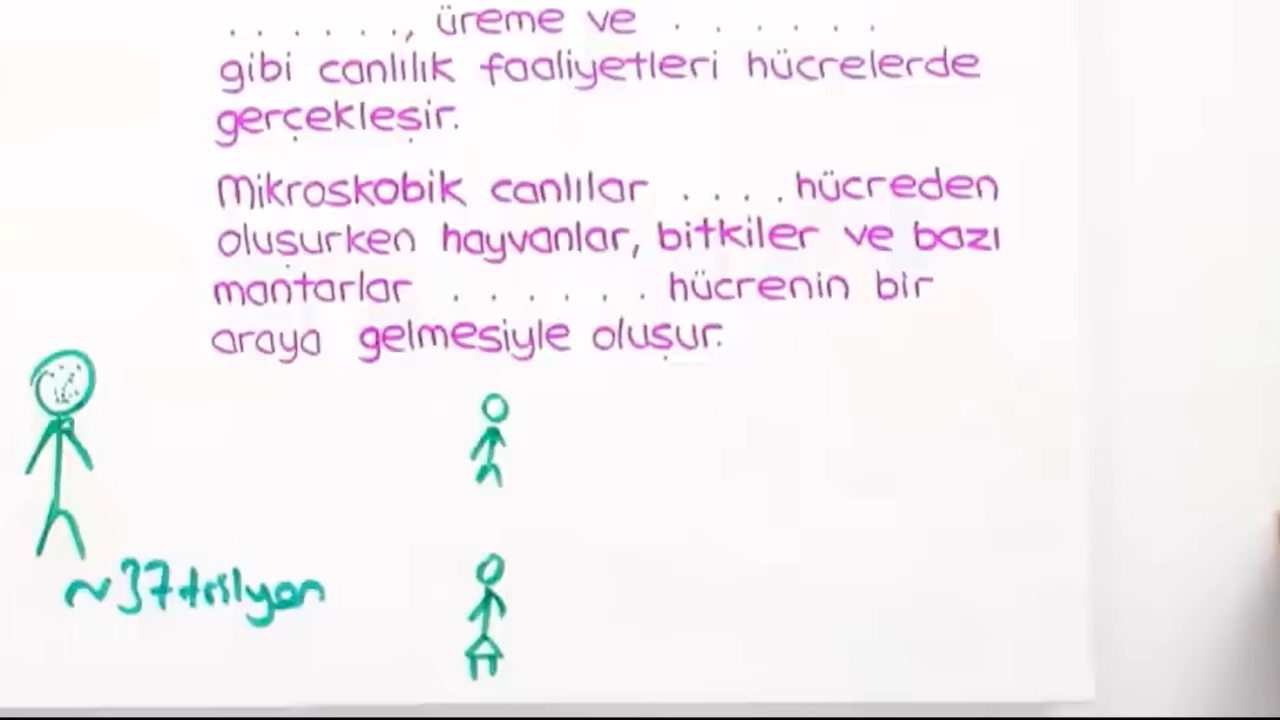 . . . . . ., üreme ve . . . . . .
gibi canlılık faaliyetleri hücrelerde
gerçekleşir.
Mikroskobik canlılar . . . . hücreden
oluşurken hayvanlar, bitkiler ve bazı
mantarlar . . . . . . hücrenin bir
araya gelmesiyle oluşur.
~37 trilyon